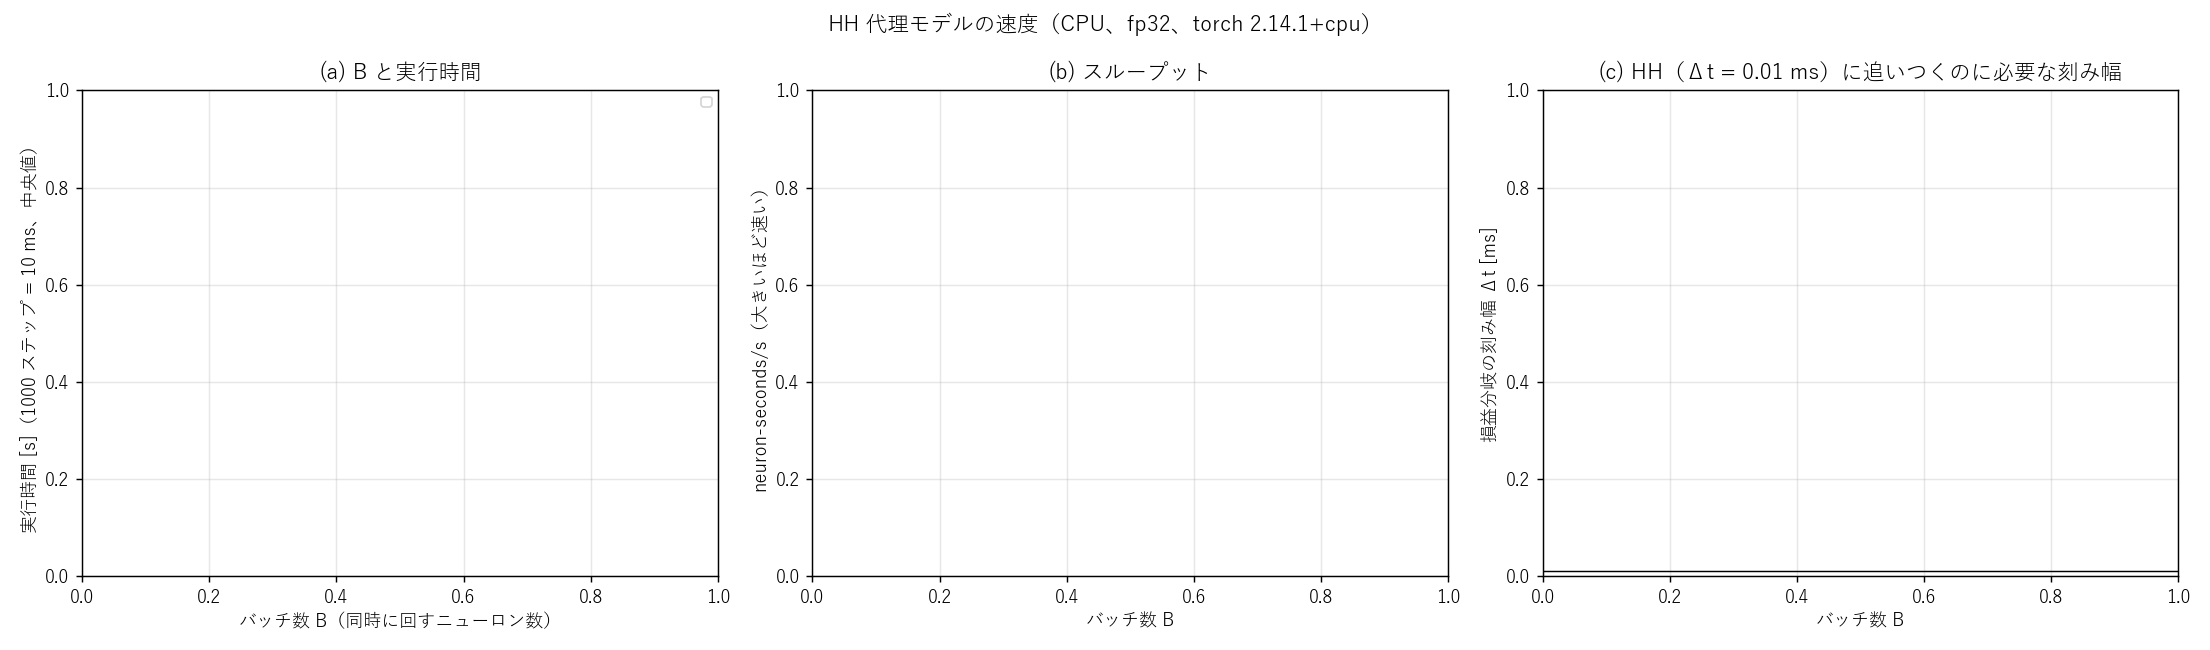 HH 代理モデルの速度（CPU、fp32、torch 2.14.1+cpu）
(a) B と実行時間
実行時間 [s]（1000 ステップ = 10 ms、中央値）
1.0
0.8
0.6
0.4
0.2
0.0
0.0 0.2 0.4 0.6 0.8 1.0
バッチ数 B（同時に回すニューロン数）
(b) スループット
neuron-seconds/s（大きいほど速い）
1.0
0.8
0.6
0.4
0.2
0.0
0.0 0.2 0.4 0.6 0.8 1.0
バッチ数 B
(c) HH（Δt = 0.01 ms）に追いつくのに必要な刻み幅
損益分岐の刻み幅 Δt [ms]
1.0
0.8
0.6
0.4
0.2
0.0
0.0 0.2 0.4 0.6 0.8 1.0
バッチ数 B